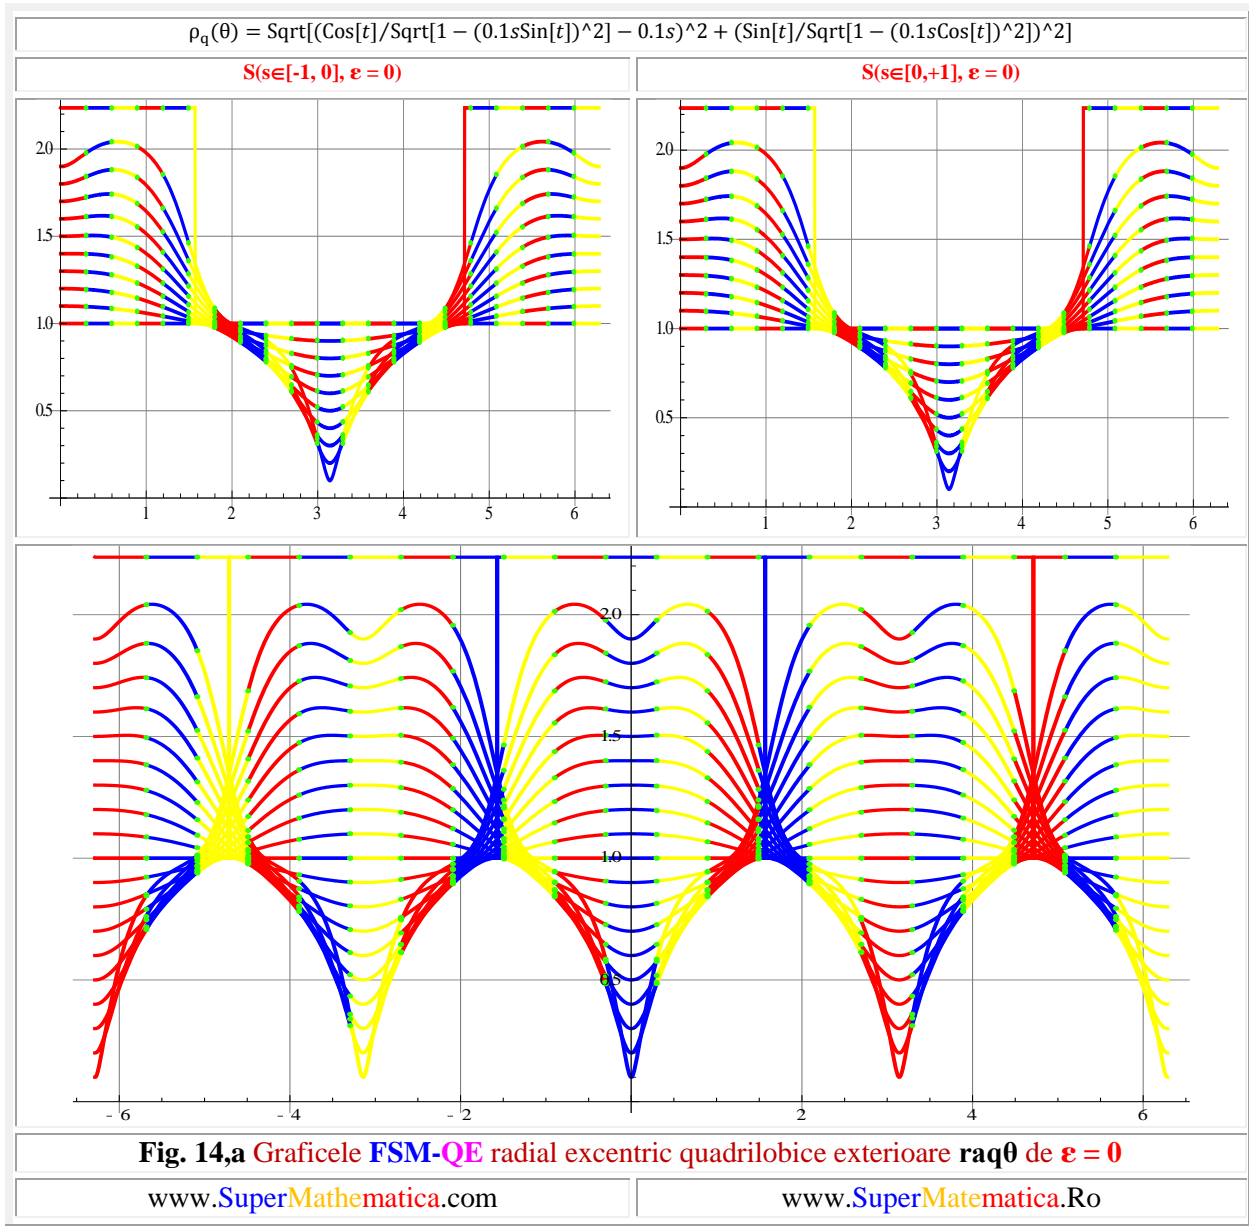 ρq(θ) = Sqrt[(Cos[t]/Sqrt[1 − (0.1sSin[t])^2] − 0.1s)^2 + (Sin[t]/Sqrt[1 − (0.1sCos[t])^2])^2]
S(s∈[-1, 0], ε = 0)
S(s∈[0,+1], ε = 0)
2.0
1.5
1.0
0.5
1 2 3 4 5 6
2.0
1.5
1.0
0.5
1 2 3 4 5 6
2.0
1.5
1.0
0.5
- 6 - 4 - 2 2 4 6
Fig. 14,a Graficele FSM-QE radial excentric quadrilobice exterioare raqθ de ε = 0
www.SuperMathematica.com
www.SuperMatematica.Ro